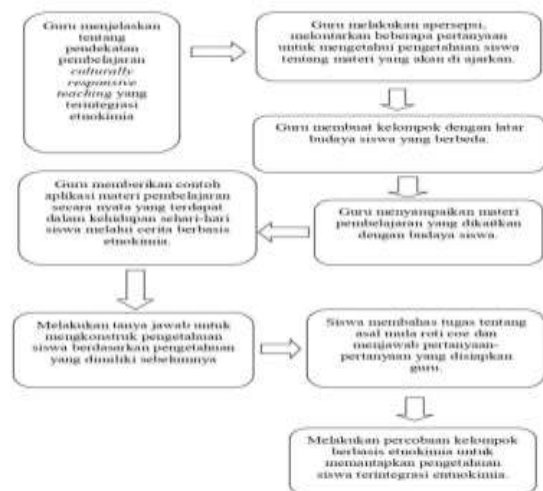 Guru menjelaskan
tentang
pendekatan
pembelajaran
culturally
responsive
teaching yang
terintegrasi
etnokimia
Guru melakukan apersepsi,
melontarkan beberapa pertanyaan
untuk mengetahui pengetahuan siswa
tentang materi yang akan di ajarkan.
Guru membuat kelompok dengan latar
budaya siswa yang berbeda.
Guru menyampaikan materi
pembelajaran yang dikaitkan
dengan budaya siswa.
Guru memberikan contoh
aplikasi materi pembelajaran
secara nyata yang terdapat
dalam kehidupan sehari-hari
siswa melalui cerita berbasis
etnokimia.
Melakukan tanya jawab untuk
mengkonstruk pengetahuan
siswa berdasarkan pengetahuan
yang dimiliki sebelumnya
Siswa membahas tugas tentang
asal mula roti coe dan
menjawab pertanyaan-
pertanyaan yang disiapkan
guru.
Melakukan percobaan kelompok
berbasis etnokimia untuk
memantapkan pengetahuan
siswa terintegrasi entnokimia.